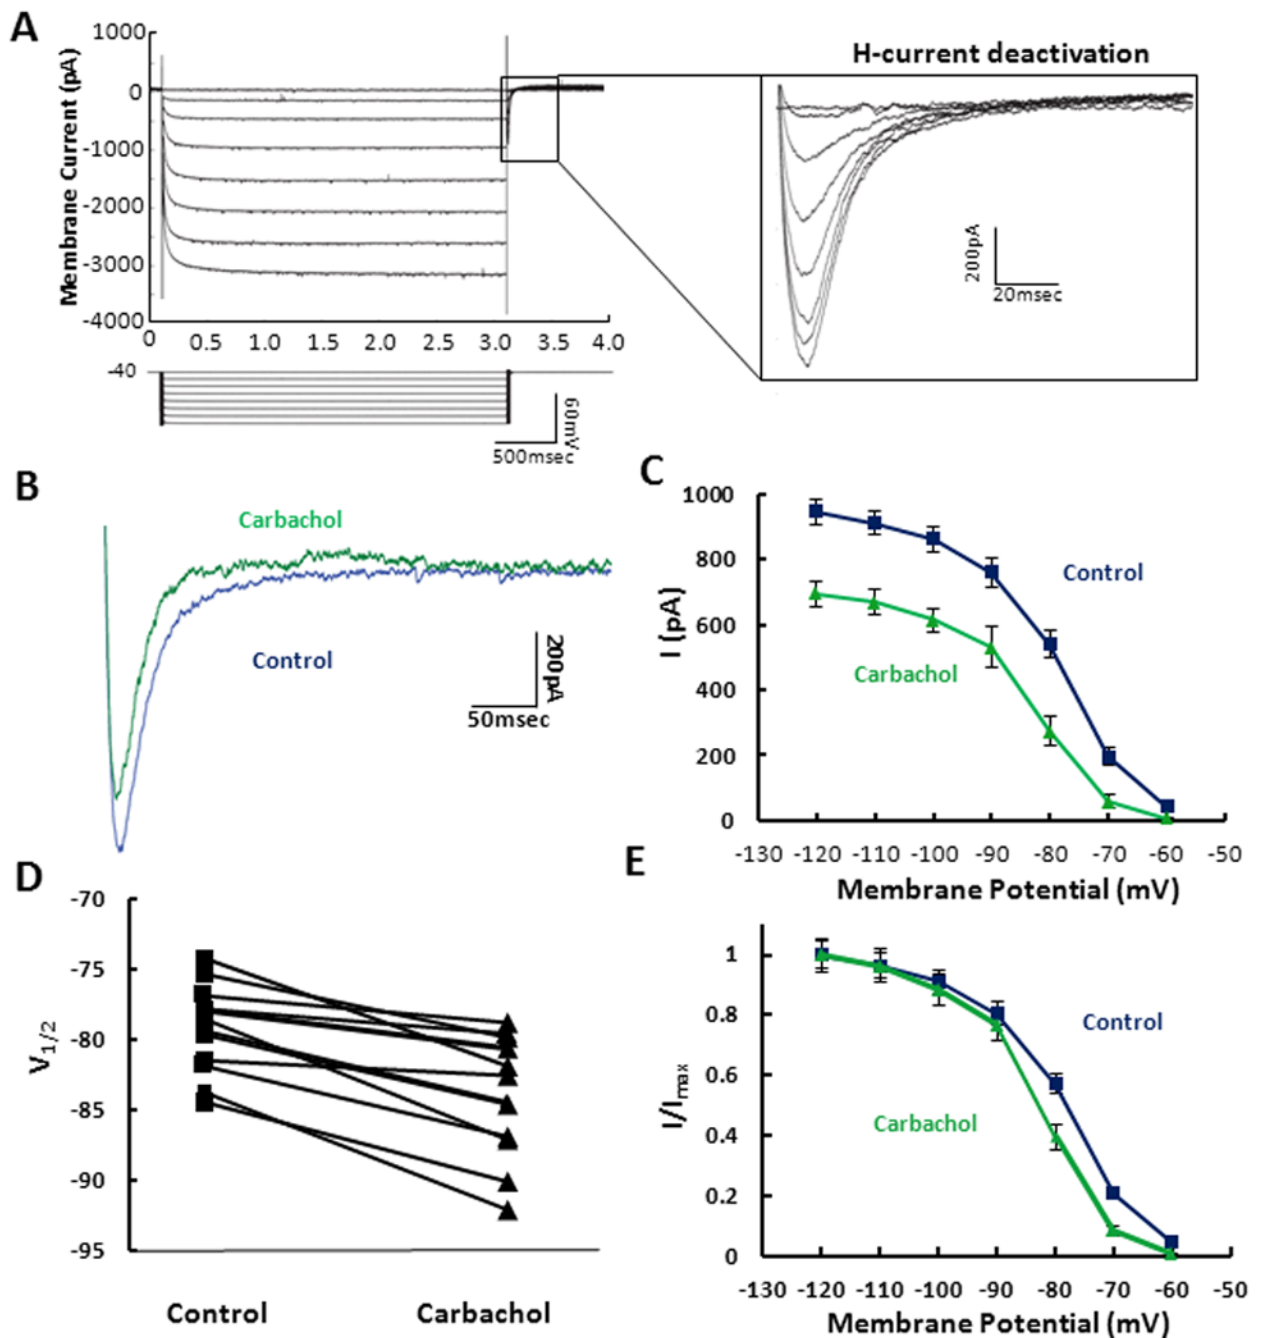 A
Membrane Current (pA)
1000
0
-1000
-2000
-3000
-4000
0 0.5 1.0 1.5 2.0 2.5 3.0 3.5 4.0
-40
60mV
500msec
H-current deactivation
200pA
20msec
B
Carbachol
Control
200pA
50msec
C
I (pA)
1000
800
600
400
200
0
Control
Carbachol
-130 -120 -110 -100 -90 -80 -70 -60 -50
Membrane Potential (mV)
D
V1/2
-70
-75
-80
-85
-90
-95
Control Carbachol
E
I/Imax
1
0.8
0.6
0.4
0.2
0
Control
Carbachol
-130 -120 -110 -100 -90 -80 -70 -60 -50
Membrane Potential (mV)